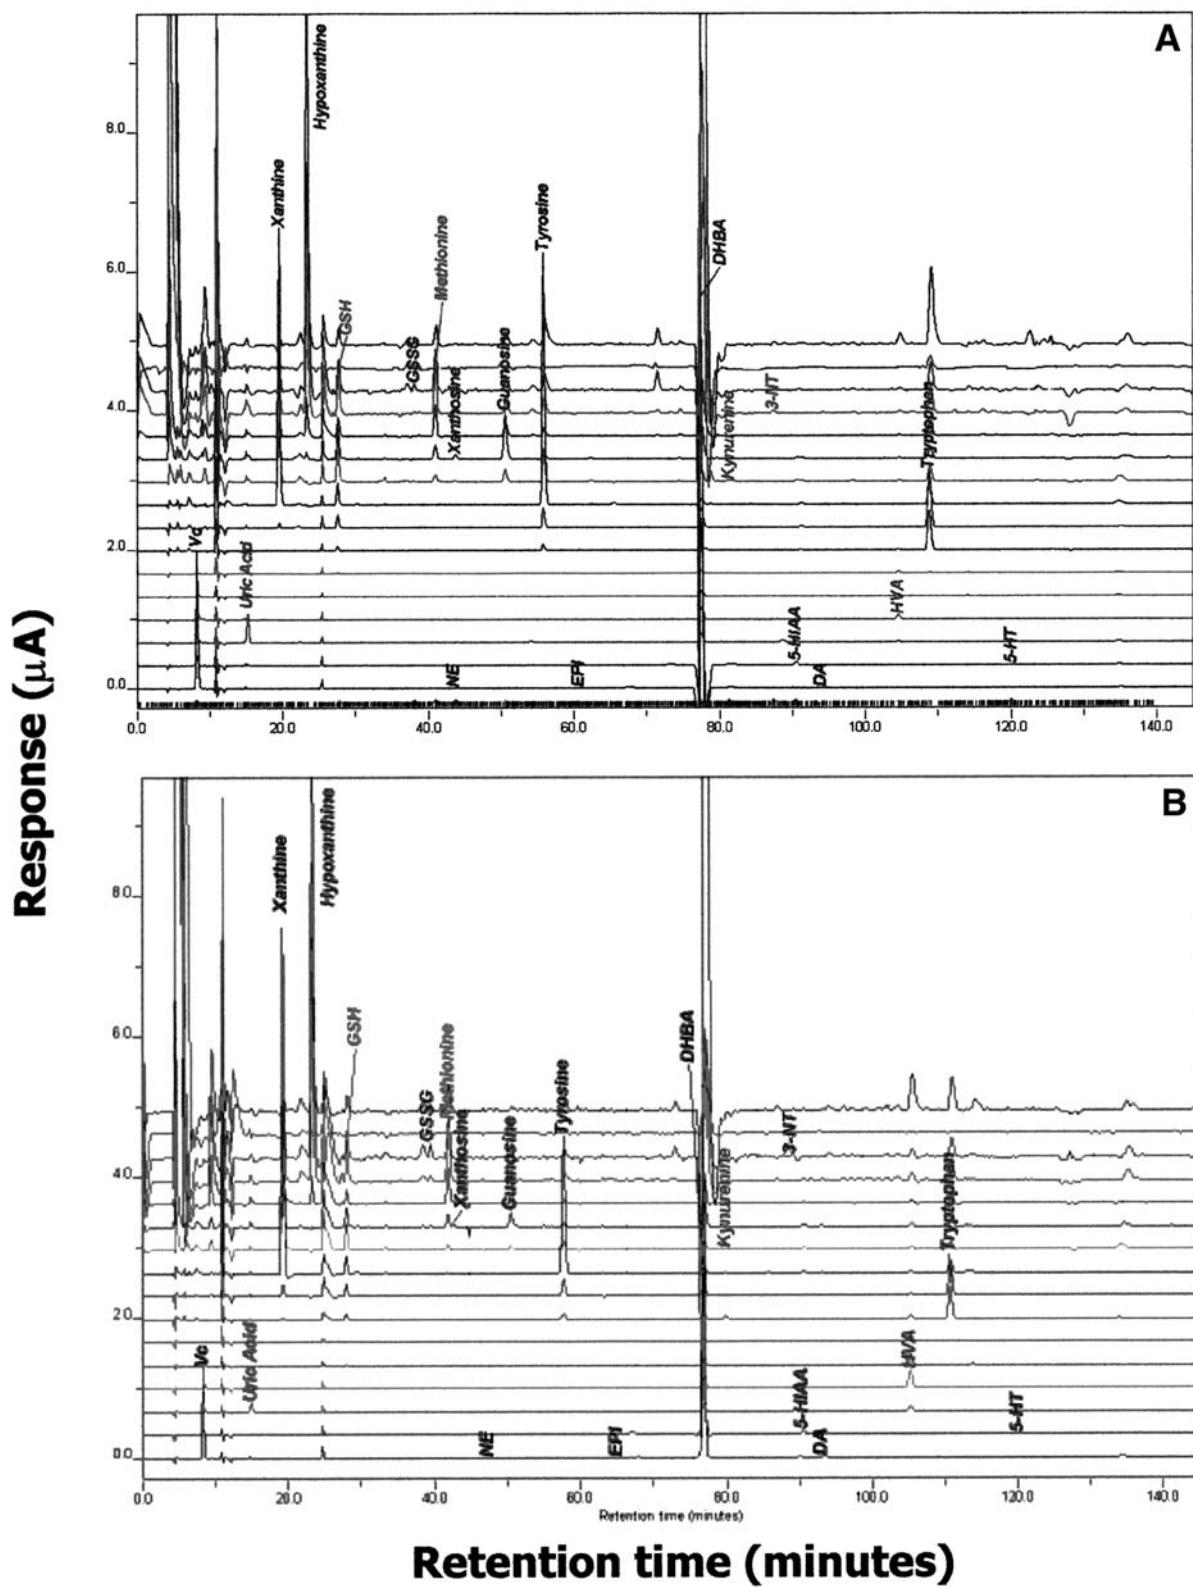 A
Hypoxanthine
8.0
Xanthine
Tyrosine
Methionine
DHBA
6.0
GSH
GSSG
Guanosine
3-NT
4.0
Xanthosine
Kynurenine
Tryptophan
Vc
2.0
Uric Acid
HVA
5-HIAA
5-HT
NE
EPI
DA
0.0
0.0 20.0 40.0 60.0 80.0 100.0 120.0 140.0
Response (µA)
B
Hypoxanthine
Xanthine
8.0
GSH
DHBA
6.0
Methionine
GSSG
Tyrosine
3-NT
Xanthosine
Guanosine
4.0
Kynurenine
Tryptophan
2.0
Vc
Uric Acid
HVA
5-HIAA
5-HT
NE
EPI
DA
0.0
0.0 20.0 40.0 60.0 80.0 100.0 120.0 140.0
Retention time (minutes)
Retention time (minutes)